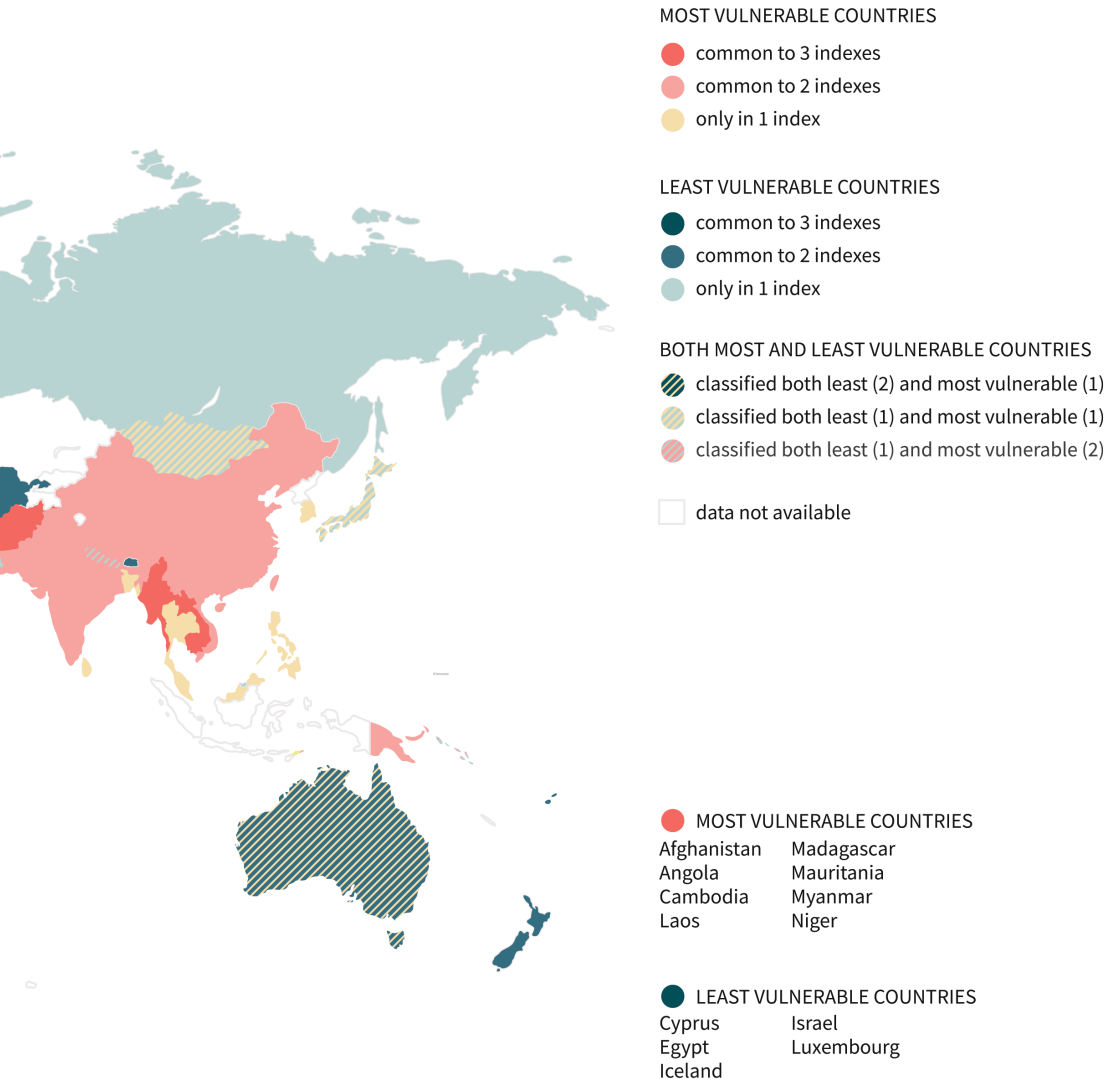 MOST VULNERABLE COUNTRIES
common to 3 indexes
common to 2 indexes
only in 1 index
LEAST VULNERABLE COUNTRIES
common to 3 indexes
common to 2 indexes
only in 1 index
BOTH MOST AND LEAST VULNERABLE COUNTRIES
classified both least (2) and most vulnerable (1)
classified both least (1) and most vulnerable (1)
classified both least (1) and most vulnerable (2)
data not available
MOST VULNERABLE COUNTRIES
Afghanistan Madagascar
Angola Mauritania
Cambodia Myanmar
Laos Niger
LEAST VULNERABLE COUNTRIES
Cyprus Israel
Egypt Luxembourg
Iceland